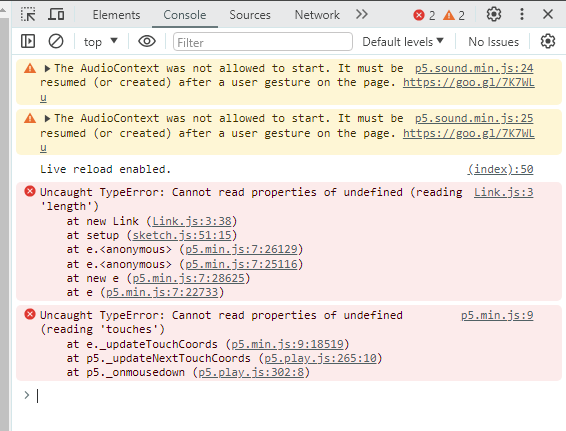 Elements Console Sources Network 2 2
top Filter Default levels No Issues
The AudioContext was not allowed to start. It must be p5.sound.min.js:24
resumed (or created) after a user gesture on the page. https://goo.gl/7K7WL
u
The AudioContext was not allowed to start. It must be p5.sound.min.js:25
resumed (or created) after a user gesture on the page. https://goo.gl/7K7WL
u
Live reload enabled. (index):50
Uncaught TypeError: Cannot read properties of undefined (reading Link.js:3
'length')
at new Link (Link.js:3:38)
at setup (sketch.js:51:15)
at e.<anonymous> (p5.min.js:7:26129)
at e.<anonymous> (p5.min.js:7:25116)
at new e (p5.min.js:7:28625)
at e (p5.min.js:7:22733)
Uncaught TypeError: Cannot read properties of undefined p5.min.js:9
(reading 'touches')
at e._updateTouchCoords (p5.min.js:9:18519)
at p5._updateNextTouchCoords (p5.play.js:265:10)
at p5._onmousedown (p5.play.js:302:8)